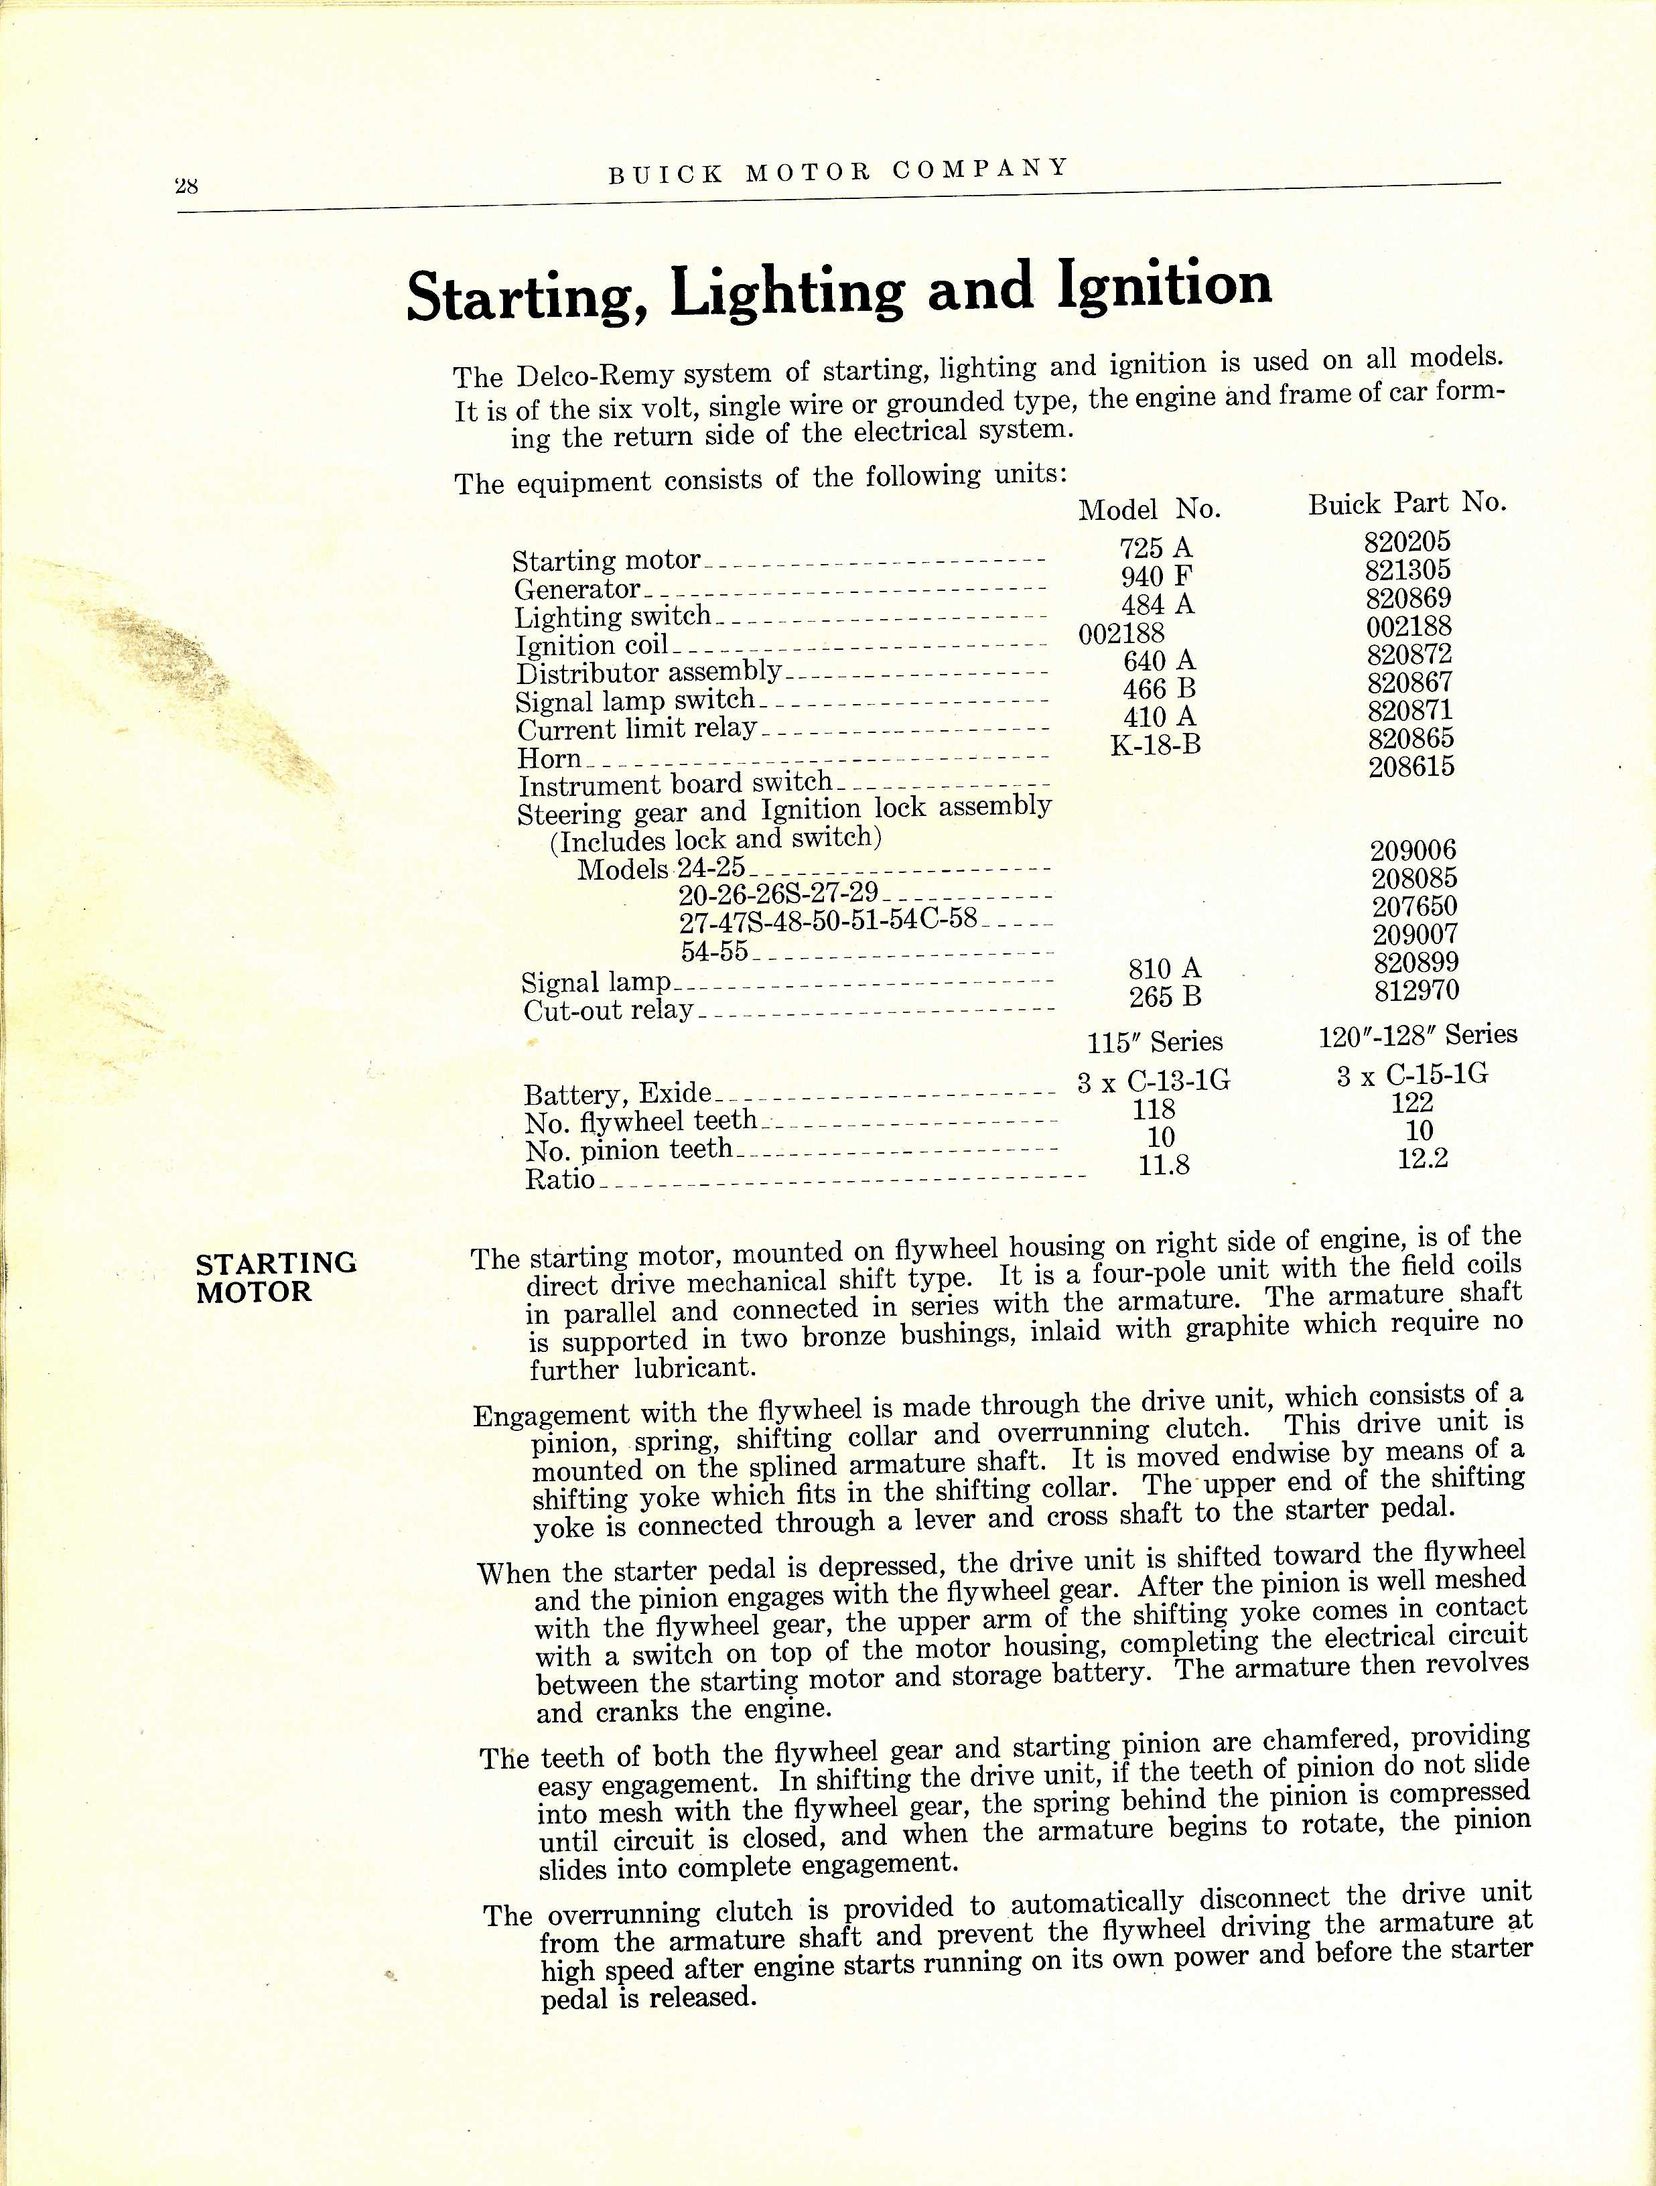 28
BUICK MOTOR COMPANY
Starting, Lighting and Ignition
The Delco-Remy system of starting, lighting and ignition is used on all models.
It is of the six volt, single wire or grounded type, the engine and frame of car form-
ing the return side of the electrical system.
The equipment consists of the following units:
Model No. Buick Part No.
Starting motor 725 A 820205
Generator 940 F 821305
Lighting switch 484 A 820869
Ignition coil 002188 002188
Distributor assembly 640 A 820872
Signal lamp switch 466 B 820867
Current limit relay 410 A 820871
Horn K-18-B 820865
Instrument board switch 208615
Steering gear and Ignition lock assembly
(Includes lock and switch)
Models 24-25 209006
20-26-26S-27-29 208085
27-47S-48-50-51-54C-58 207650
54-55 209007
Signal lamp 810 A 820899
Cut-out relay 265 B 812970
115″ Series 120″-128″ Series
Battery, Exide 3 x C-13-1G 3 x C-15-1G
No. flywheel teeth 118 122
No. pinion teeth 10 10
Ratio 11.8 12.2
STARTING
MOTOR
The starting motor, mounted on flywheel housing on right side of engine, is of the
direct drive mechanical shift type. It is a four-pole unit with the field coils
in parallel and connected in series with the armature. The armature shaft
is supported in two bronze bushings, inlaid with graphite which require no
further lubricant.
Engagement with the flywheel is made through the drive unit, which consists of a
pinion, spring, shifting collar and overrunning clutch. This drive unit is
mounted on the splined armature shaft. It is moved endwise by means of a
shifting yoke which fits in the shifting collar. The upper end of the shifting
yoke is connected through a lever and cross shaft to the starter pedal.
When the starter pedal is depressed, the drive unit is shifted toward the flywheel
and the pinion engages with the flywheel gear. After the pinion is well meshed
with the flywheel gear, the upper arm of the shifting yoke comes in contact
with a switch on top of the motor housing, completing the electrical circuit
between the starting motor and storage battery. The armature then revolves
and cranks the engine.
The teeth of both the flywheel gear and starting pinion are chamfered, providing
easy engagement. In shifting the drive unit, if the teeth of pinion do not slide
into mesh with the flywheel gear, the spring behind the pinion is compressed
until circuit is closed, and when the armature begins to rotate, the pinion
slides into complete engagement.
The overrunning clutch is provided to automatically disconnect the drive unit
from the armature shaft and prevent the flywheel driving the armature at
high speed after engine starts running on its own power and before the starter
pedal is released.